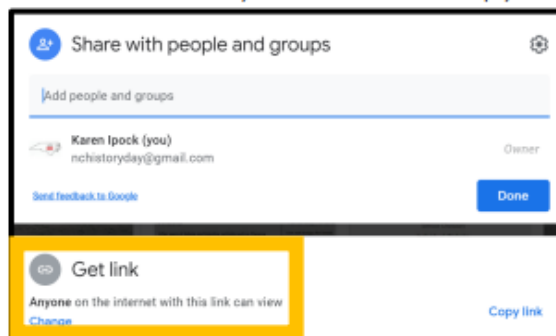 Share with people and groups
Add people and groups
Karen Ipock (you)
nchistoryday@gmail.com
Owner
Send feedback to Google
Done
Get link
Anyone on the internet with this link can view
Change
Copy link